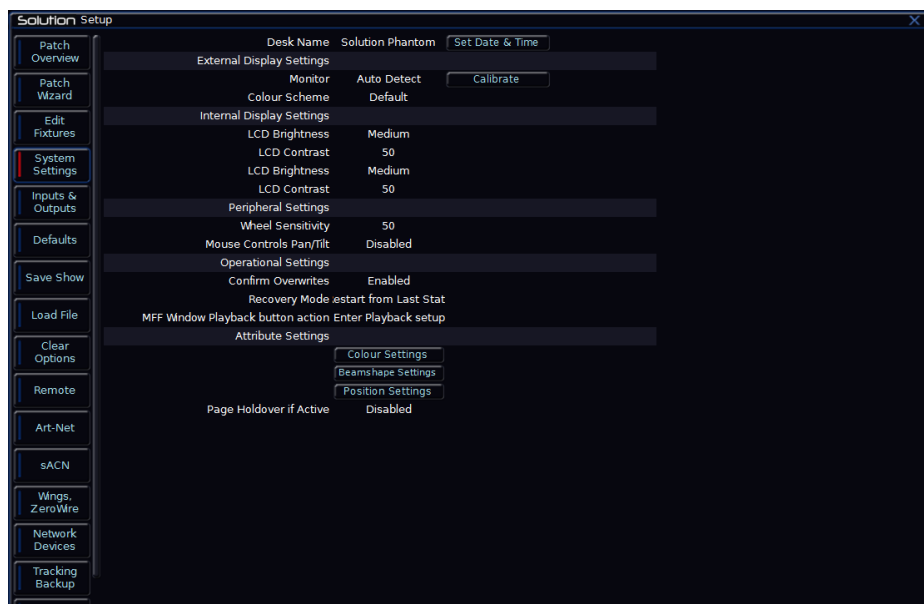 Solution Setup
X
Patch
Overview
Patch
Wizard
Edit
Fixtures
System
Settings
Inputs &
Outputs
Defaults
Save Show
Load File
Clear
Options
Remote
Art-Net
sACN
Wings,
ZeroWire
Network
Devices
Tracking
Backup
Desk Name Solution Phantom Set Date & Time
External Display Settings
Monitor Auto Detect Calibrate
Colour Scheme Default
Internal Display Settings
LCD Brightness Medium
LCD Contrast 50
LCD Brightness Medium
LCD Contrast 50
Peripheral Settings
Wheel Sensitivity 50
Mouse Controls Pan/Tilt Disabled
Operational Settings
Confirm Overwrites Enabled
Recovery Mode estart from Last Stat
MFF Window Playback button action Enter Playback setup
Attribute Settings
Colour Settings
Beamshape Settings
Position Settings
Page Holdover if Active Disabled